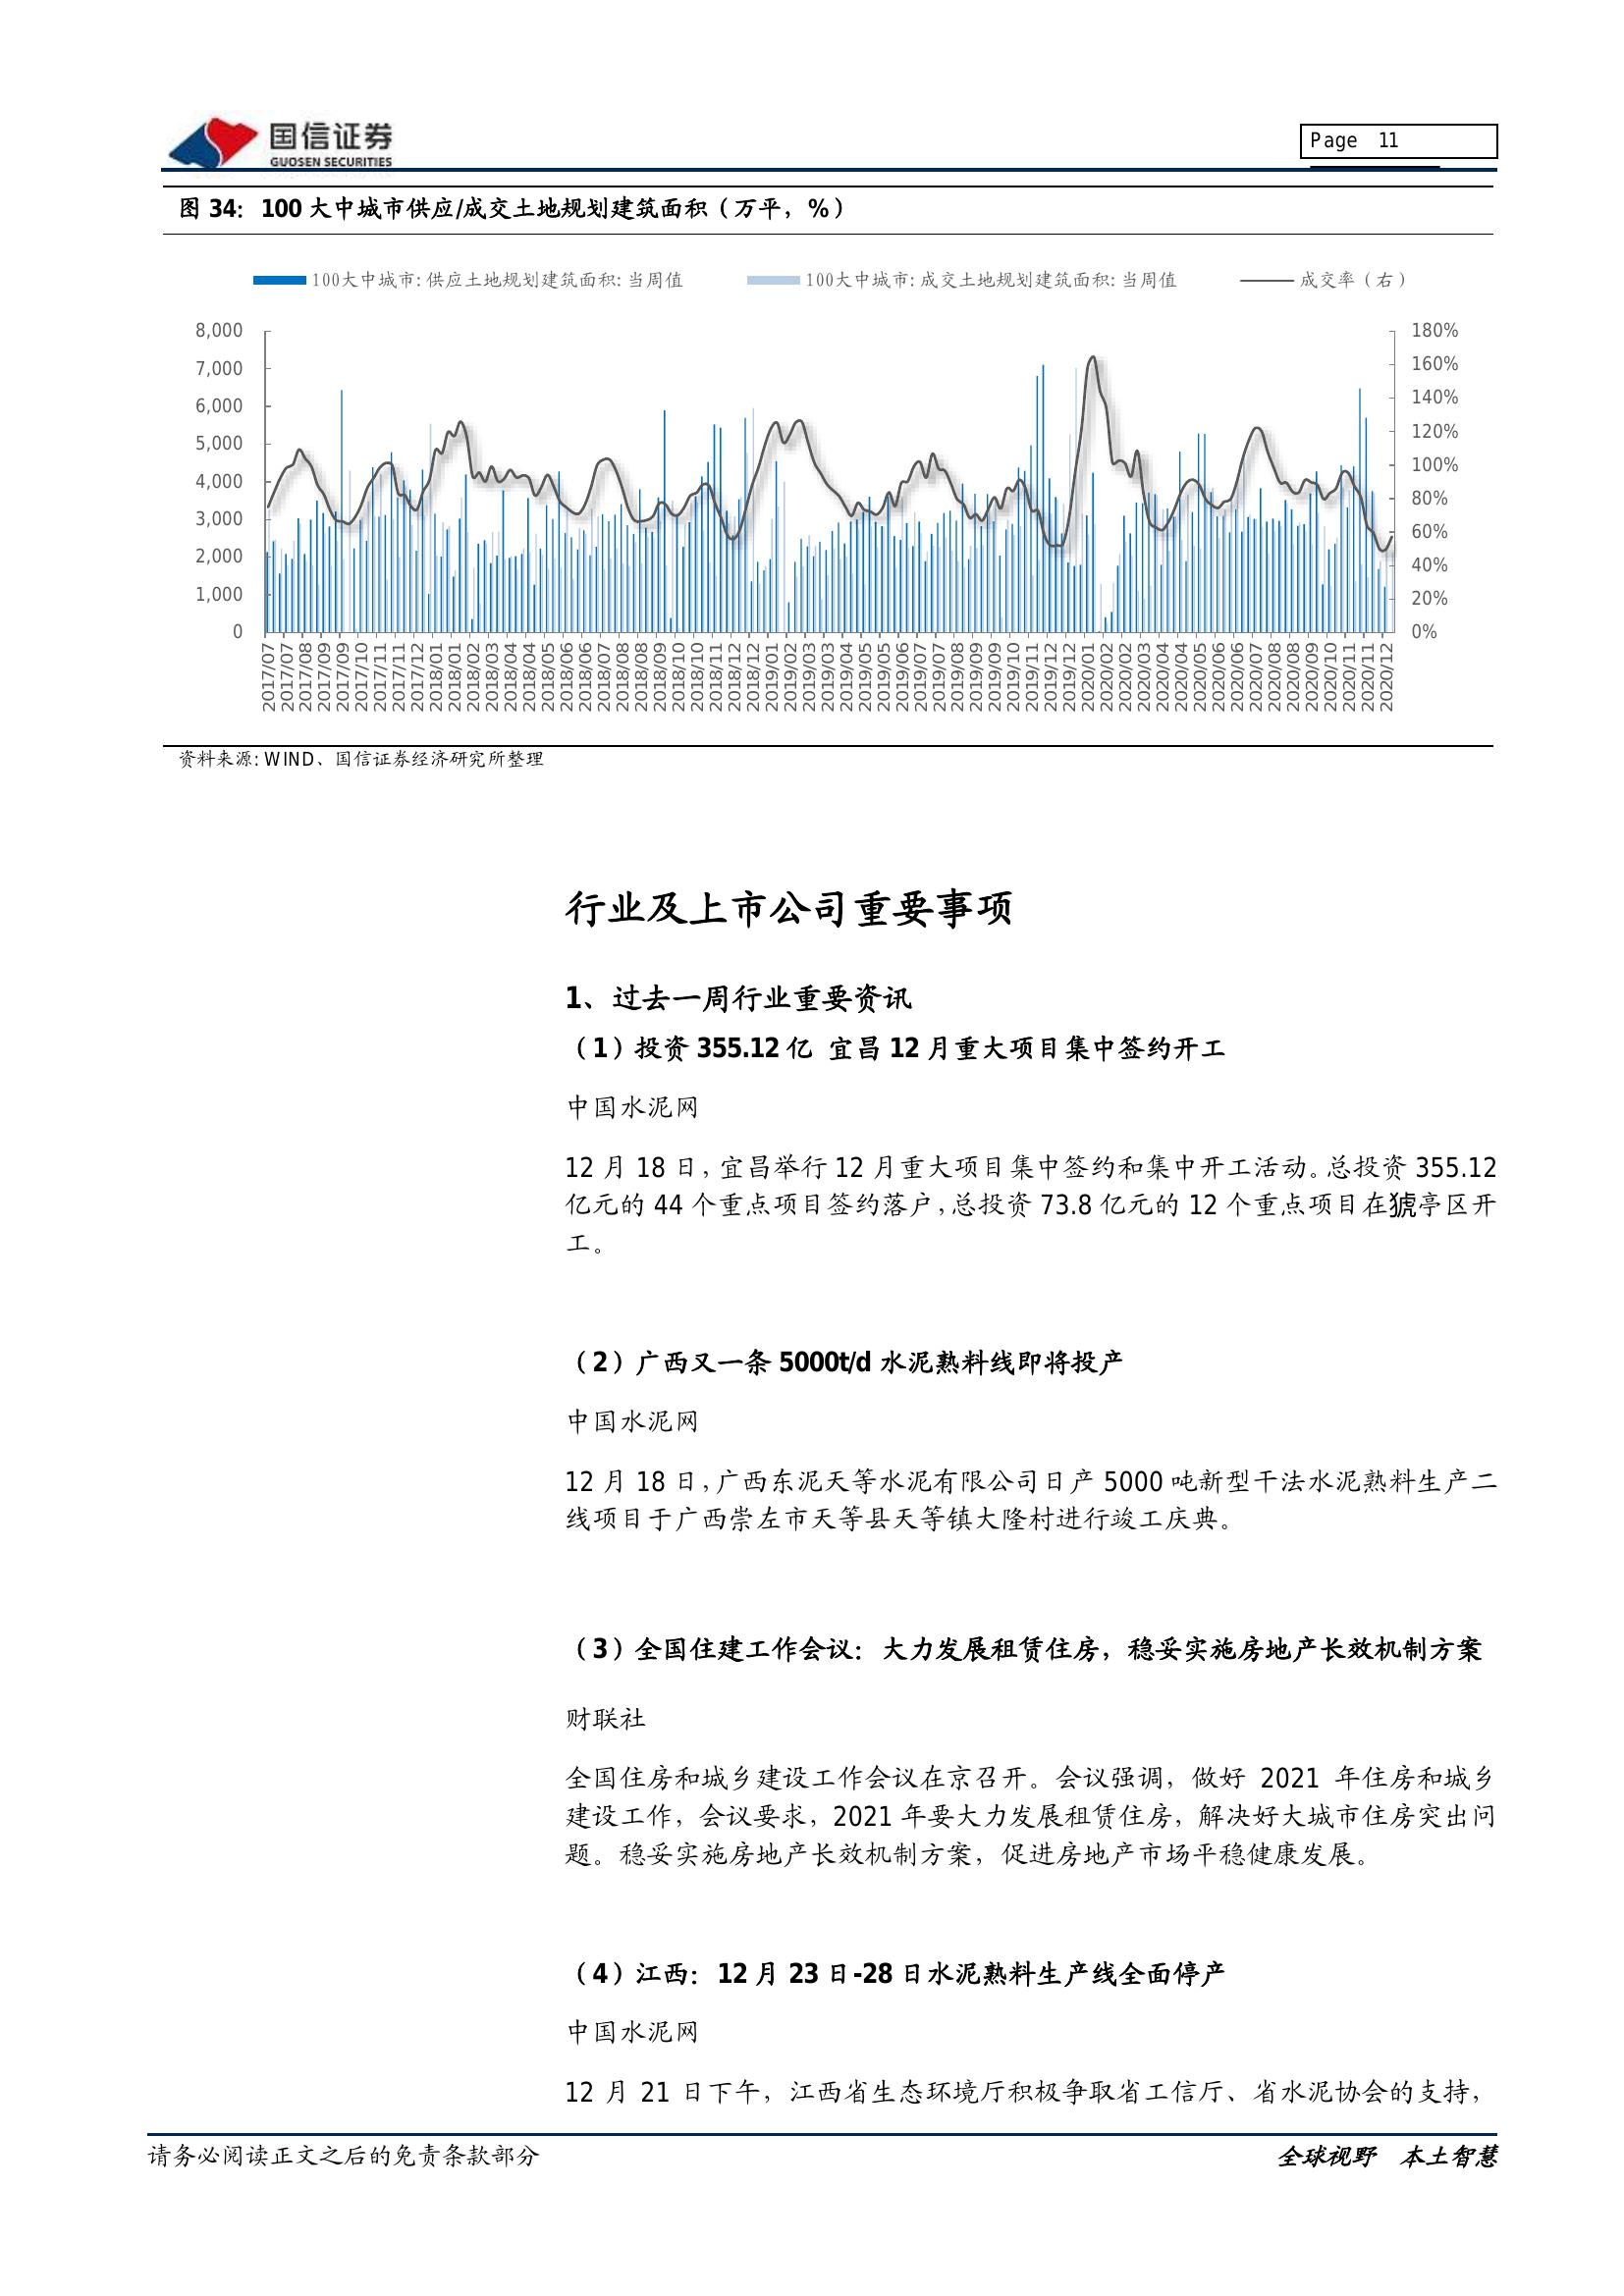 国信证券
GUOSEN SECURITIES
Page 11
图 34：100 大中城市供应/成交土地规划建筑面积（万平，%）
100大中城市:供应土地规划建筑面积:当周值 100大中城市:成交土地规划建筑面积:当周值 成交率（右）
8,000
7,000
6,000
5,000
4,000
3,000
2,000
1,000
0
180%
160%
140%
120%
100%
80%
60%
40%
20%
0%
2017/07
2017/07
2017/08
2017/09
2017/09
2017/10
2017/11
2017/11
2017/12
2018/01
2018/01
2018/02
2018/03
2018/04
2018/04
2018/05
2018/06
2018/06
2018/07
2018/08
2018/08
2018/09
2018/10
2018/10
2018/11
2018/12
2018/12
2019/01
2019/02
2019/03
2019/03
2019/04
2019/05
2019/05
2019/06
2019/07
2019/07
2019/08
2019/09
2019/09
2019/10
2019/11
2019/12
2019/12
2020/01
2020/02
2020/02
2020/03
2020/04
2020/04
2020/05
2020/06
2020/06
2020/07
2020/08
2020/08
2020/09
2020/10
2020/11
2020/11
2020/12
资料来源:WIND、国信证券经济研究所整理
行业及上市公司重要事项
1、过去一周行业重要资讯
（1）投资 355.12 亿 宜昌 12 月重大项目集中签约开工
中国水泥网
12 月 18 日，宜昌举行 12 月重大项目集中签约和集中开工活动。总投资 355.12
亿元的 44 个重点项目签约落户，总投资 73.8 亿元的 12 个重点项目在猇亭区开
工。
（2）广西又一条 5000t/d 水泥熟料线即将投产
中国水泥网
12 月 18 日，广西东泥天等水泥有限公司日产 5000 吨新型干法水泥熟料生产二
线项目于广西崇左市天等县天等镇大隆村进行竣工庆典。
（3）全国住建工作会议：大力发展租赁住房，稳妥实施房地产长效机制方案
财联社
全国住房和城乡建设工作会议在京召开。会议强调，做好 2021 年住房和城乡
建设工作，会议要求，2021 年要大力发展租赁住房，解决好大城市住房突出问
题。稳妥实施房地产长效机制方案，促进房地产市场平稳健康发展。
（4）江西：12 月 23 日-28 日水泥熟料生产线全面停产
中国水泥网
12 月 21 日下午，江西省生态环境厅积极争取省工信厅、省水泥协会的支持，
请务必阅读正文之后的免责条款部分
全球视野 本土智慧